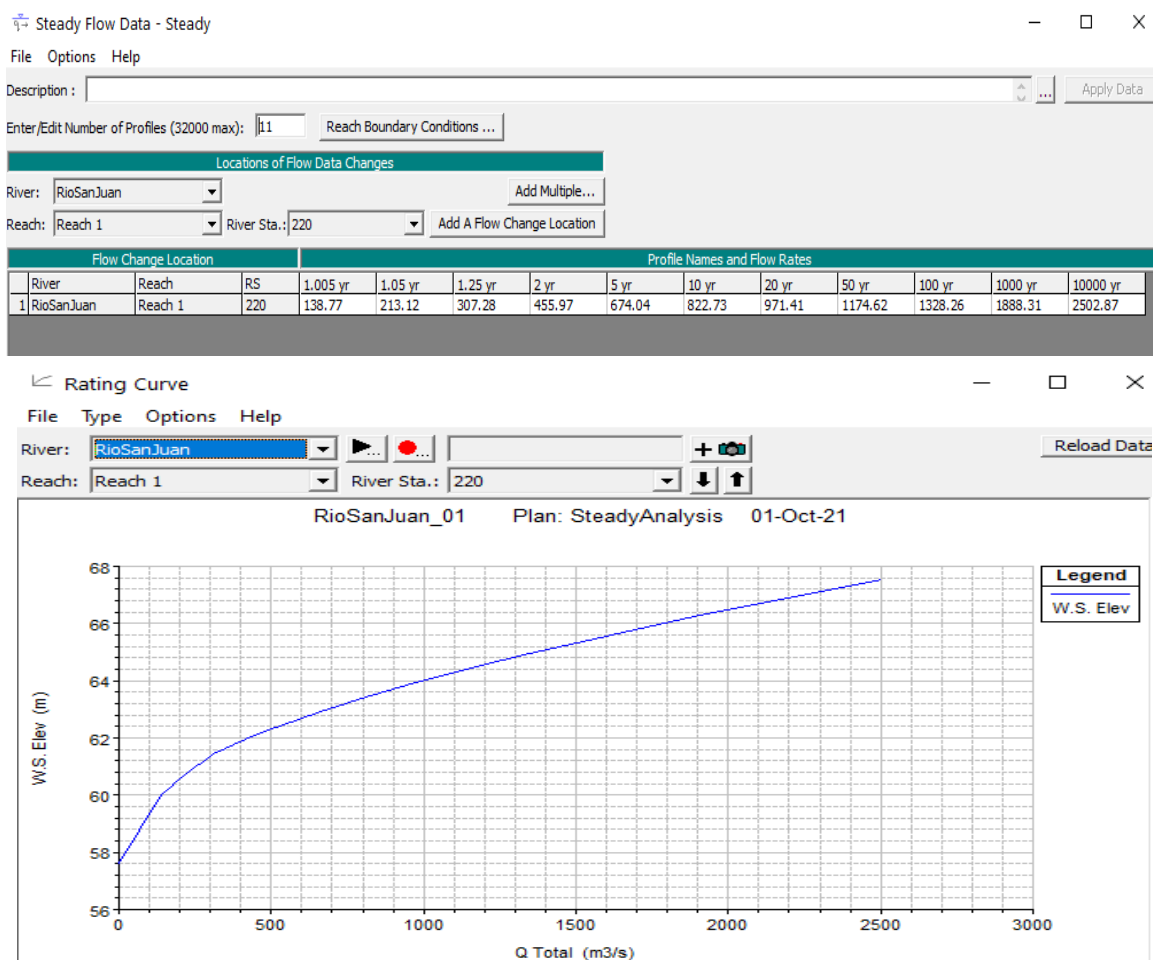 Steady Flow Data - Steady
File Options Help
Description : ... Apply Data
Enter/Edit Number of Profiles (32000 max): 11 Reach Boundary Conditions ...
Locations of Flow Data Changes
River: RioSanJuan Add Multiple...
Reach: Reach 1 River Sta.: 220 Add A Flow Change Location
Flow Change Location Profile Names and Flow Rates
River Reach RS 1.005 yr 1.05 yr 1.25 yr 2 yr 5 yr 10 yr 20 yr 50 yr 100 yr 1000 yr 10000 yr
1 RioSanJuan Reach 1 220 138.77 213.12 307.28 455.97 674.04 822.73 971.41 1174.62 1328.26 1888.31 2502.87
Rating Curve
File Type Options Help
River: RioSanJuan ... ... + Reload Data
Reach: Reach 1 River Sta.: 220
RioSanJuan_01 Plan: SteadyAnalysis 01-Oct-21
68
66
64
62
60
58
56
W.S. Elev (m)
0 500 1000 1500 2000 2500 3000
Q Total (m3/s)
Legend
W.S. Elev